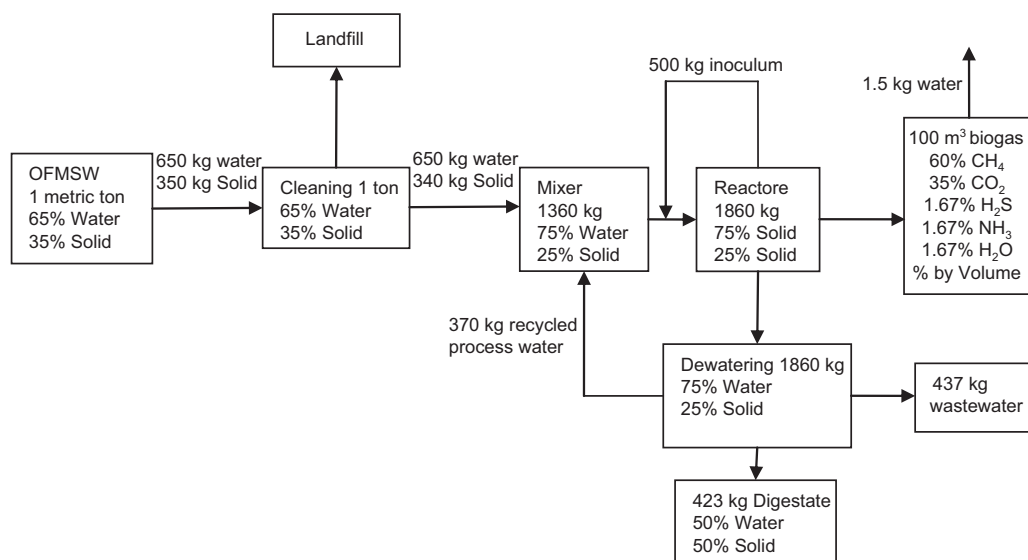 Landfill
OFMSW
1 metric ton
65% Water
35% Solid
650 kg water
350 kg Solid
Cleaning 1 ton
65% Water
35% Solid
650 kg water
340 kg Solid
Mixer
1360 kg
75% Water
25% Solid
500 kg inoculum
Reactore
1860 kg
75% Solid
25% Solid
1.5 kg water
100 m³ biogas
60% CH₄
35% CO₂
1.67% H₂S
1.67% NH₃
1.67% H₂O
% by Volume
370 kg recycled
process water
Dewatering 1860 kg
75% Water
25% Solid
437 kg
wastewater
423 kg Digestate
50% Water
50% Solid